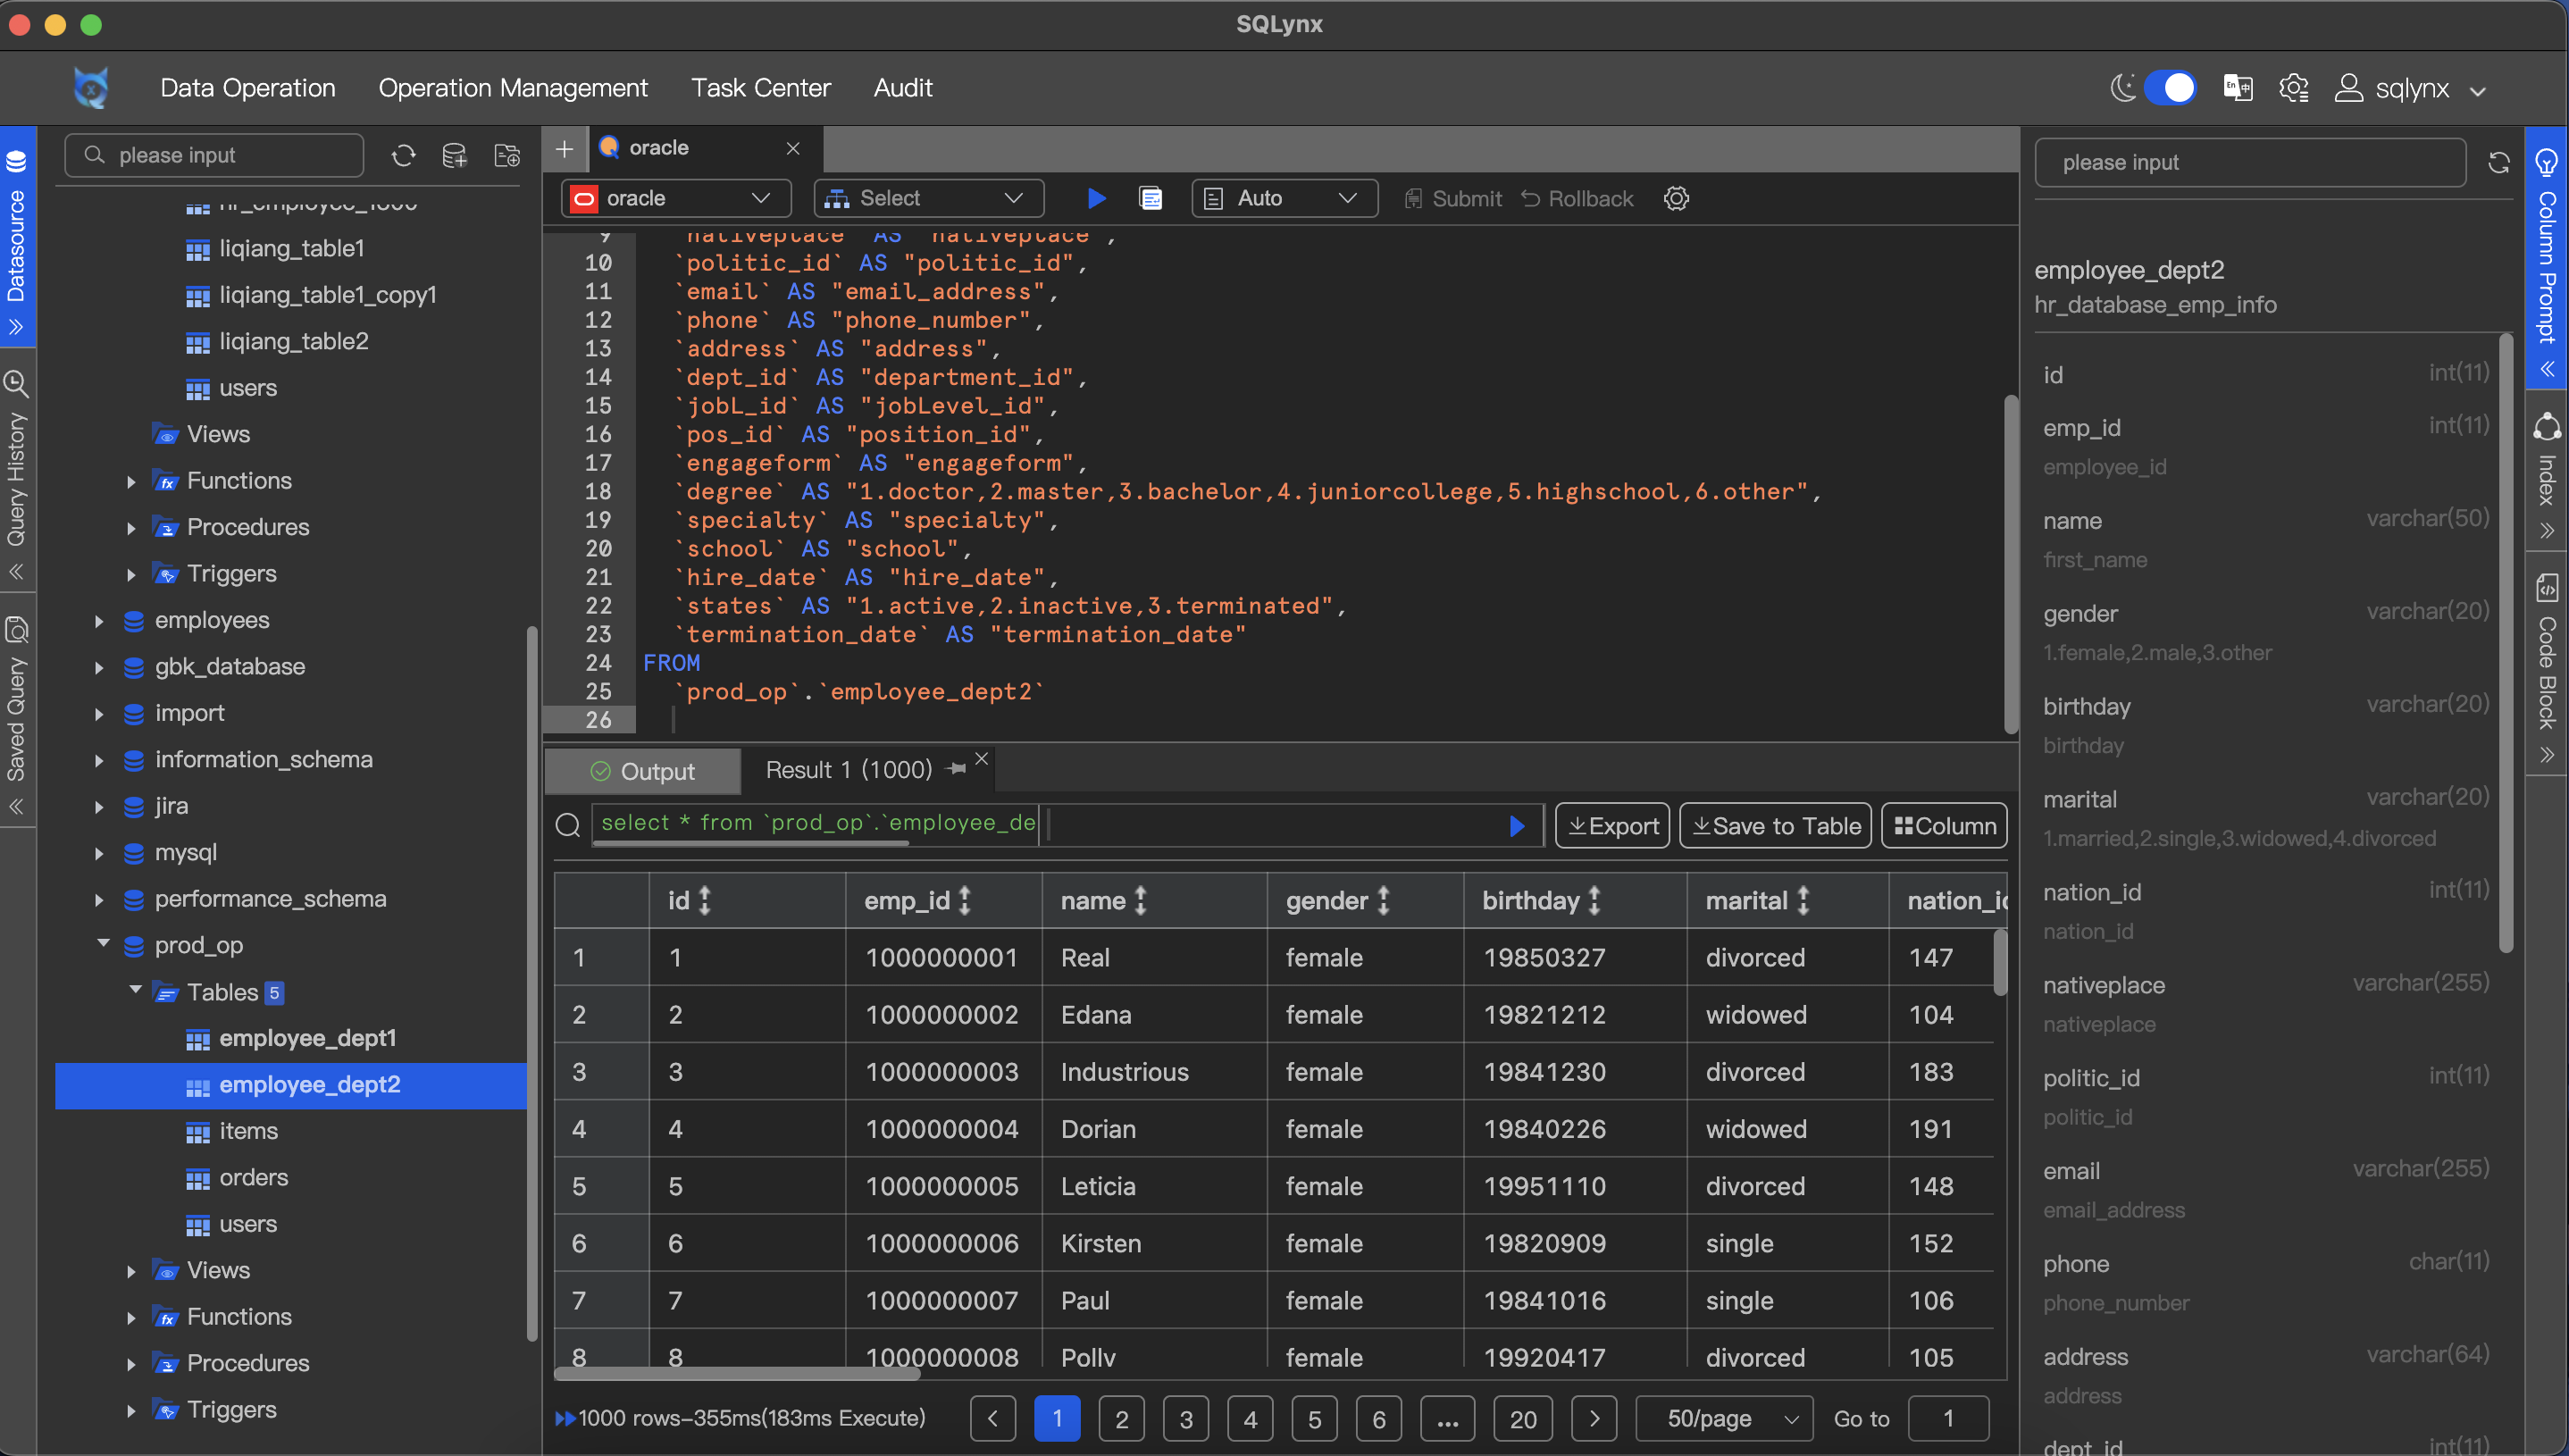 SQLynx
Data Operation
Operation Management
Task Center
Audit
En 中
sqlynx
Datasource
Query History
Saved Query
please input
hr_employee_1800
liqiang_table1
liqiang_table1_copy1
liqiang_table2
users
Views
Functions
Procedures
Triggers
employees
gbk_database
import
information_schema
jira
mysql
performance_schema
prod_op
Tables 5
employee_dept1
employee_dept2
items
orders
users
Views
Functions
Procedures
Triggers
oracle
oracle
Select
Auto
Submit
Rollback
9 `nativeplace` AS "nativeplace",
10 `politic_id` AS "politic_id",
11 `email` AS "email_address",
12 `phone` AS "phone_number",
13 `address` AS "address",
14 `dept_id` AS "department_id",
15 `jobL_id` AS "jobLevel_id",
16 `pos_id` AS "position_id",
17 `engageform` AS "engageform",
18 `degree` AS "1.doctor,2.master,3.bachelor,4.juniorcollege,5.highschool,6.other",
19 `specialty` AS "specialty",
20 `school` AS "school",
21 `hire_date` AS "hire_date",
22 `states` AS "1.active,2.inactive,3.terminated",
23 `termination_date` AS "termination_date"
24 FROM
25 `prod_op`.`employee_dept2`
26
Output
Result 1 (1000)
select * from `prod_op`.`employee_de
Export
Save to Table
Column
id emp_id name gender birthday marital nation_id
1 1 1000000001 Real female 19850327 divorced 147
2 2 1000000002 Edana female 19821212 widowed 104
3 3 1000000003 Industrious female 19841230 divorced 183
4 4 1000000004 Dorian female 19840226 widowed 191
5 5 1000000005 Leticia female 19951110 divorced 148
6 6 1000000006 Kirsten female 19820909 single 152
7 7 1000000007 Paul female 19841016 single 106
8 8 1000000008 Polly female 19920417 divorced 105
1000 rows-355ms(183ms Execute)
1 2 3 4 5 6 ... 20
50/page
Go to 1
please input
employee_dept2
hr_database_emp_info
id int(11)
emp_id int(11)
employee_id
name varchar(50)
first_name
gender varchar(20)
1.female,2.male,3.other
birthday varchar(20)
birthday
marital varchar(20)
1.married,2.single,3.widowed,4.divorced
nation_id int(11)
nation_id
nativeplace varchar(255)
nativeplace
politic_id int(11)
politic_id
email varchar(255)
email_address
phone char(11)
phone_number
address varchar(64)
address
dept_id int(11)
Column Prompt
Index
Code Block